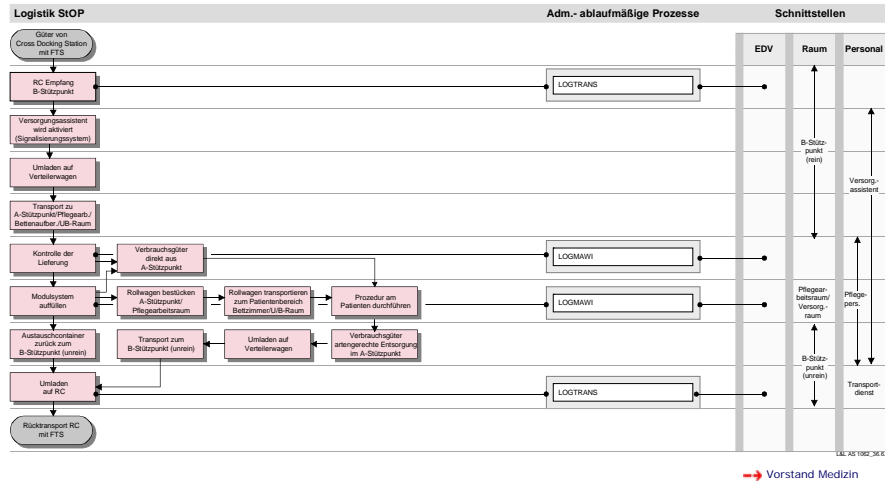 Logistik StOP
Adm.- ablaufmäßige Prozesse
Schnittstellen
EDV
Raum
Personal
Güter von
Cross Docking Station
mit FTS
RC Empfang
B-Stützpunkt
LOGTRANS
Versorgungsassistent
wird aktiviert
(Signalisierungssystem)
B-Stütz-
punkt
(rein)
Umladen auf
Verteilerwagen
Versorg.-
assistent
Transport zu
A-Stützpunkt/Pflegearb./
Bettenaufber./UB-Raum
Kontrolle der
Lieferung
Verbrauchsgüter
direkt aus
A-Stützpunkt
LOGMAWI
Modulsystem
auffüllen
Rollwagen bestücken
A-Stützpunkt/
Pflegearbeitsraum
Rollwagen transportieren
zum Patientenbereich
Bettzimmer/U/B-Raum
Prozedur am
Patienten durchführen
LOGMAWI
Pflegear-
beitsraum/
Versorg.-
raum
Pflege-
pers.
Austauschcontainer
zurück zum
B-Stützpunkt (unrein)
Transport zum
B-Stützpunkt (unrein)
Umladen auf
Verteilerwagen
Verbrauchsgüter
artengerechte Entsorgung
im A-Stützpunkt
B-Stütz-
punkt
(unrein)
Umladen
auf RC
LOGTRANS
Transport-
dienst
Rücktransport RC
mit FTS
Vorstand Medizin